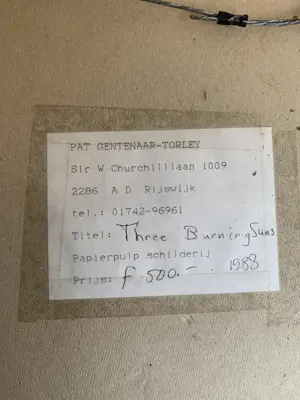 PAT GENTENAAR-TORLEY
Sir W Churchilllaan 1009
2286 A D Rijswijk
tel.: 01742-96961
Titel: Three Burning Suns
Papierpulp schilderij
Prijs: f 500.- 1988